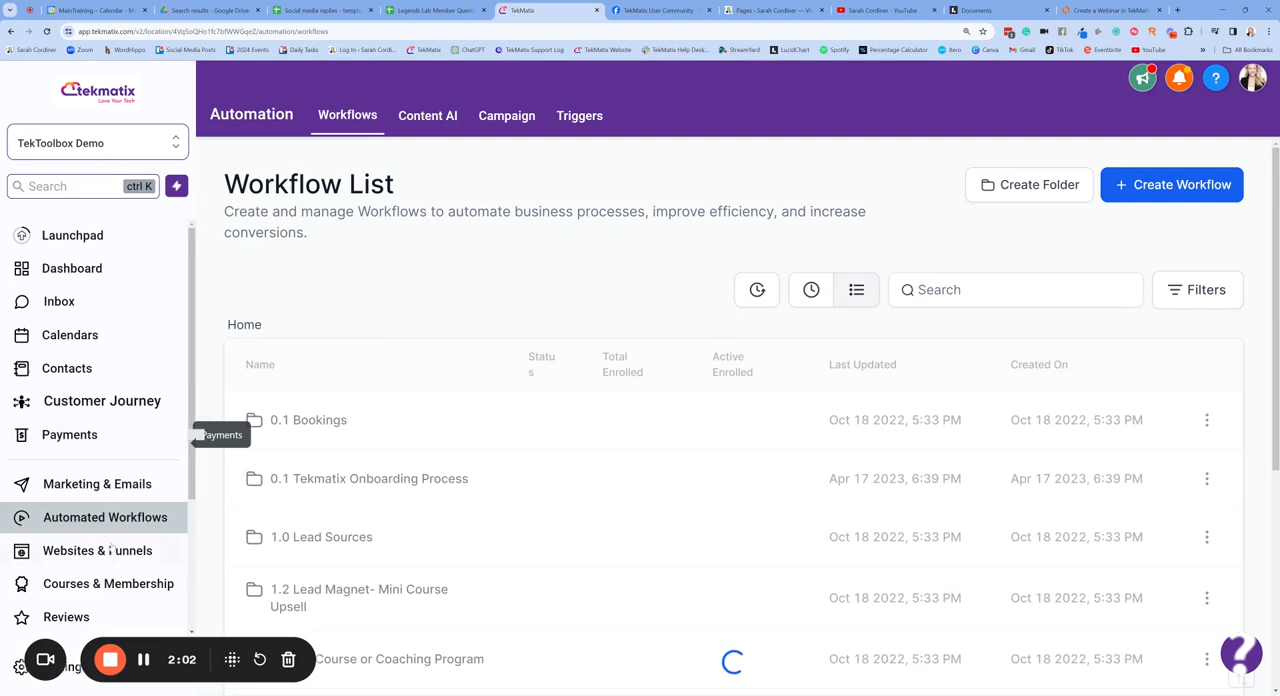 MainTraining – Calendar - M
Search results - Google Drive
Social media replies - templa
Legends Lab Member Quest
TekMatix
TekMatix User Community -
Pages ‹ Sarah Cordiner — W
Sarah Cordiner - YouTube
Documents
Create a Webinar in TekMati
app.tekmatix.com/v2/location/4VqSoQHo1fc7bfWWGqeZ/automation/workflows
Sarah Cordiner
Zoom
WordHippo
Social Media Posts
2024 Events
Daily Tasks
Log In ‹ Sarah Cordi...
TekMatix
ChatGPT
TekMatix Support Log
TekMatix Website
TekMatix Help Desk...
StreamYard
LucidChart
Spotify
Percentage Calculator
Xero
Canva
Gmail
TikTok
Eventbrite
YouTube
»
All Bookmarks
tekmatix
Love Your Tech
TekToolbox Demo
Search
ctrl K
Launchpad
Dashboard
Inbox
Calendars
Contacts
Customer Journey
Payments
Payments
Marketing & Emails
Automated Workflows
Websites & Funnels
Courses & Membership
Reviews
2:02
Automation
Workflows
Content AI
Campaign
Triggers
?
Workflow List
Create and manage Workflows to automate business processes, improve efficiency, and increase
conversions.
Create Folder
+ Create Workflow
Search
Filters
Home
Name
Statu
s
Total
Enrolled
Active
Enrolled
Last Updated
Created On
0.1 Bookings
Oct 18 2022, 5:33 PM
Oct 18 2022, 5:33 PM
0.1 Tekmatix Onboarding Process
Apr 17 2023, 6:39 PM
Apr 17 2023, 6:39 PM
1.0 Lead Sources
Oct 18 2022, 5:33 PM
Oct 18 2022, 5:33 PM
1.2 Lead Magnet- Mini Course
Upsell
Oct 18 2022, 5:33 PM
Oct 18 2022, 5:33 PM
Course or Coaching Program
Oct 18 2022, 5:33 PM
Oct 18 2022, 5:33 PM
?